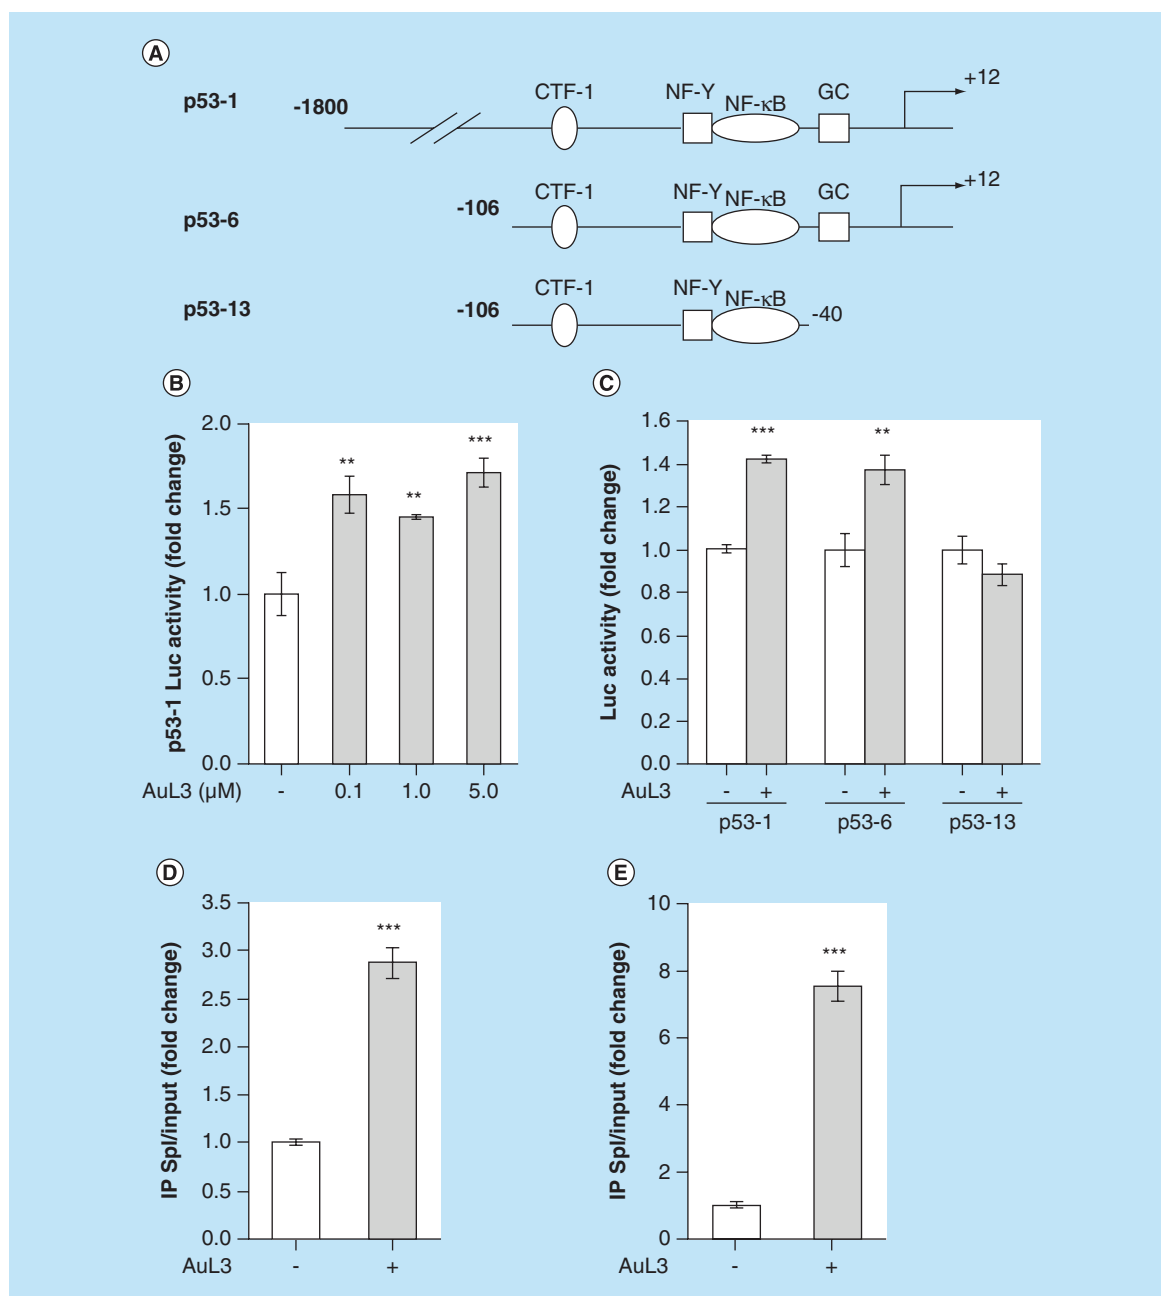 A
p53-1 -1800 CTF-1 NF-Y NF-κB GC +12
p53-6 -106 CTF-1 NF-Y NF-κB GC +12
p53-13 -106 CTF-1 NF-Y NF-κB -40
B
p53-1 Luc activity (fold change)
2.0
1.5
1.0
0.5
0.0
** ** ***
AuL3 (µM) - 0.1 1.0 5.0
C
Luc activity (fold change)
1.6
1.4
1.2
1.0
0.8
0.6
0.4
0.2
0.0
*** **
AuL3 - + - + - +
p53-1 p53-6 p53-13
D
IP Spl/input (fold change)
3.5
3.0
2.5
2.0
1.5
1.0
0.5
0.0
***
AuL3 - +
E
IP Spl/input (fold change)
10
8
6
4
2
0
***
AuL3 - +